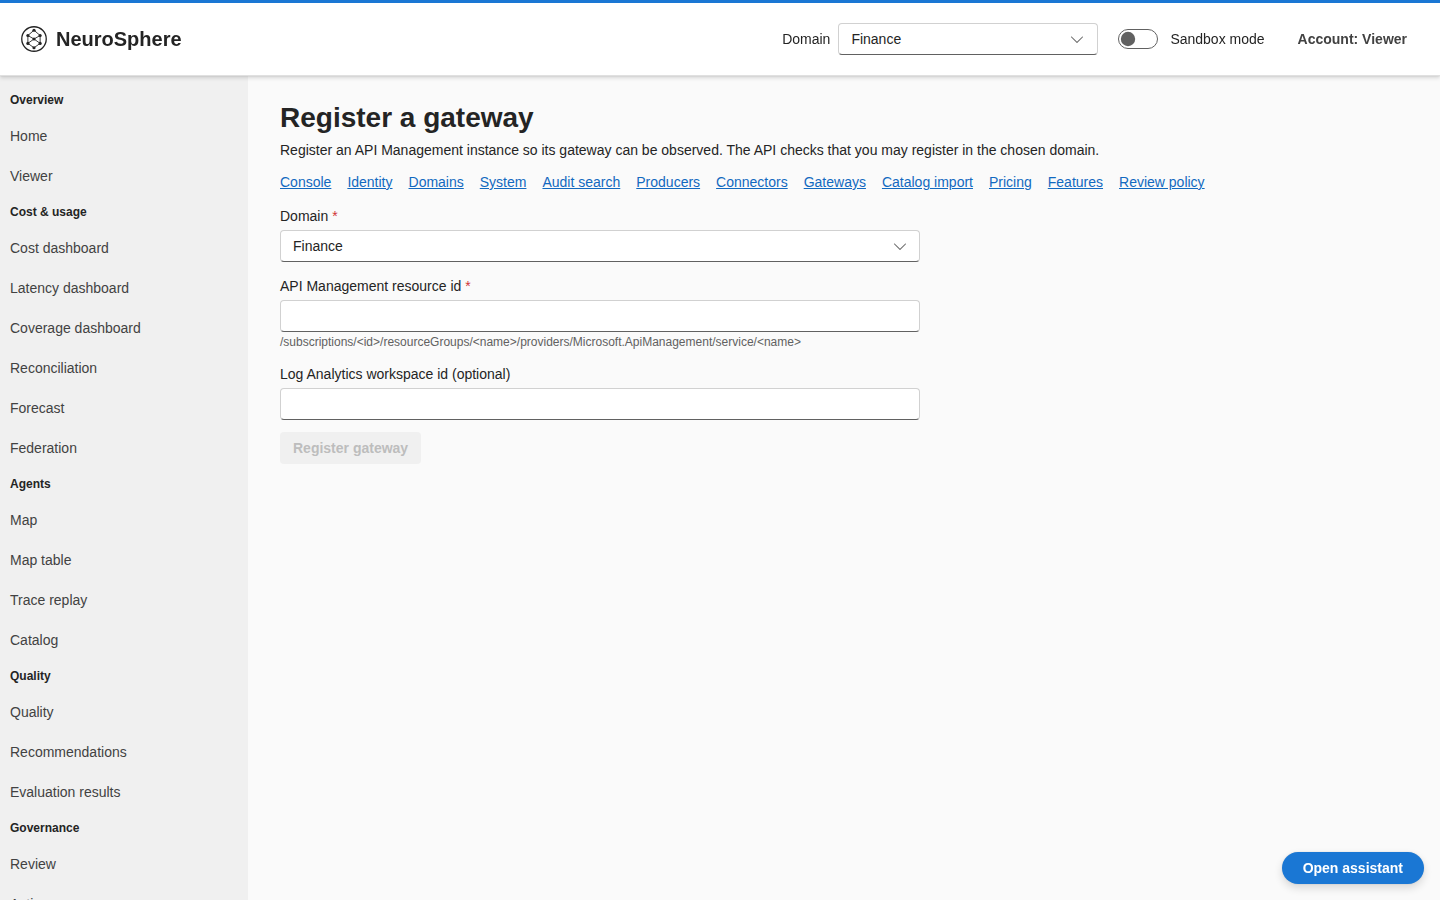 NeuroSphere
Domain
Finance
Sandbox mode
Account: Viewer
Overview
Home
Viewer
Cost & usage
Cost dashboard
Latency dashboard
Coverage dashboard
Reconciliation
Forecast
Federation
Agents
Map
Map table
Trace replay
Catalog
Quality
Quality
Recommendations
Evaluation results
Governance
Review
Register a gateway
Register an API Management instance so its gateway can be observed. The API checks that you may register in the chosen domain.
Console Identity Domains System Audit search Producers Connectors Gateways Catalog import Pricing Features Review policy
Domain *
Finance
API Management resource id *
/subscriptions/<id>/resourceGroups/<name>/providers/Microsoft.ApiManagement/service/<name>
Log Analytics workspace id (optional)
Register gateway
Open assistant